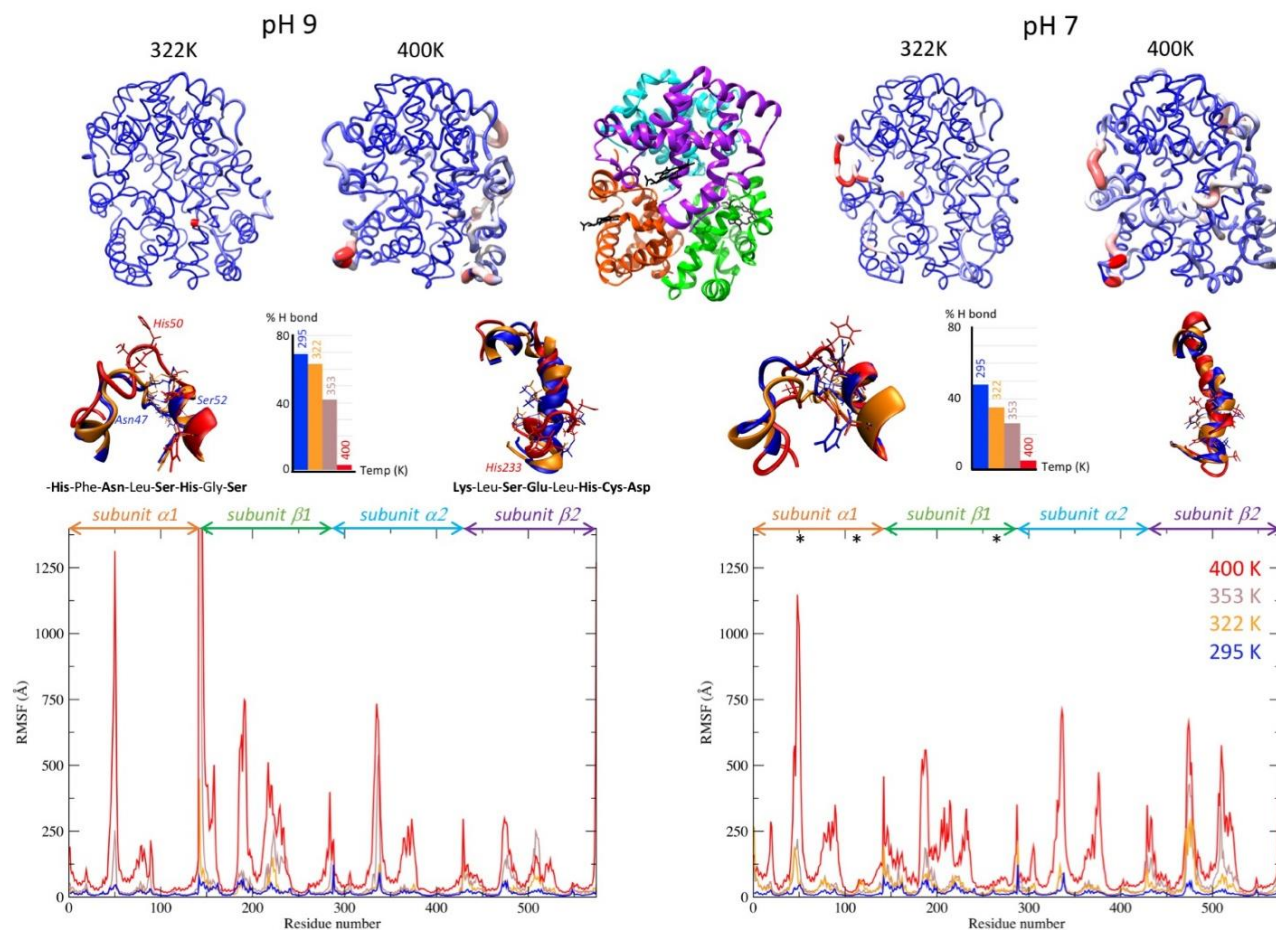 pH 9
pH 7
322K
400K
322K
400K
% H bond
80
40
0
295
322
353
400
Temp (K)
His50
Asn47
Ser52
His233
% H bond
80
40
0
295
322
353
400
Temp (K)
-His-Phe-Asn-Leu-Ser-His-Gly-Ser
Lys-Leu-Ser-Glu-Leu-His-Cys-Asp
subunit α1
subunit β1
subunit α2
subunit β2
subunit α1
subunit β1
subunit α2
subunit β2
* * *
1250
1000
750
500
250
0
RMSF (Å)
0 100 200 300 400 500
Residue number
400 K
353 K
322 K
295 K
1250
1000
750
500
250
0
RMSF (Å)
0 100 200 300 400 500
Residue number